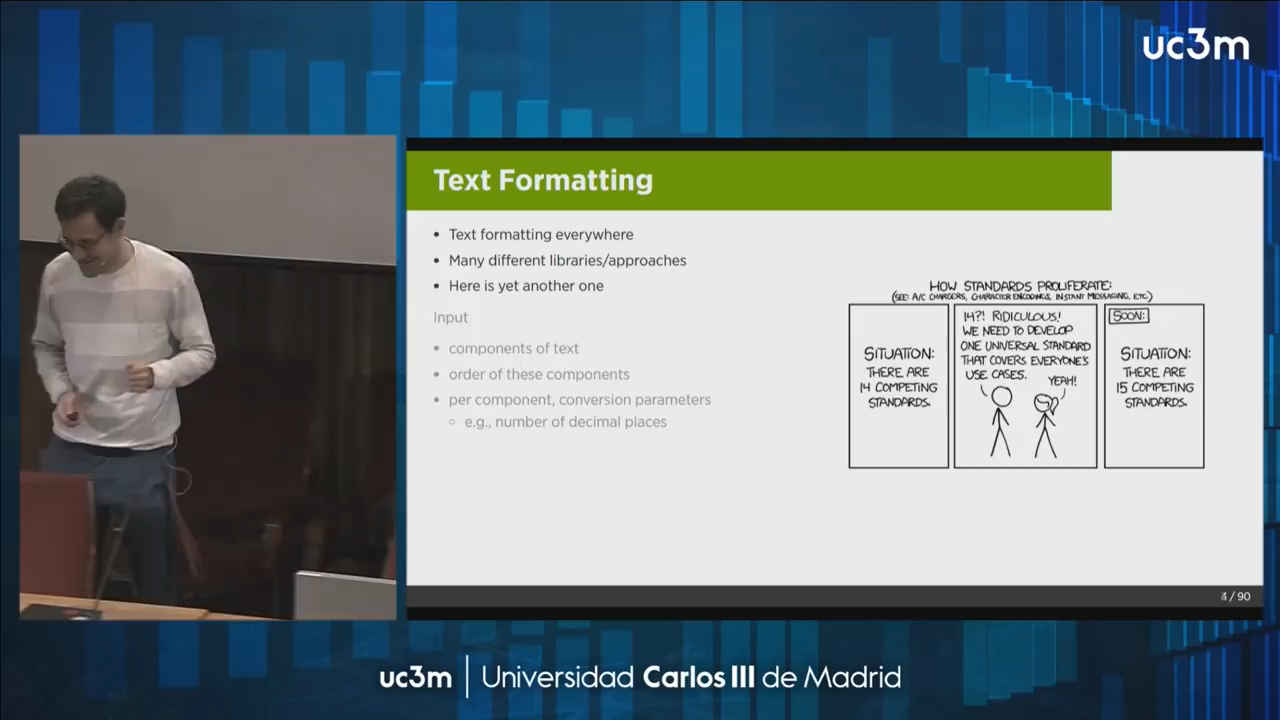 uc3m
Text Formatting
• Text formatting everywhere
• Many different libraries/approaches
• Here is yet another one
Input
• components of text
• order of these components
• per component, conversion parameters
○ e.g., number of decimal places
HOW STANDARDS PROLIFERATE:
(SEE: A/C CHARGERS, CHARACTER ENCODINGS, INSTANT MESSAGING, ETC.)
SITUATION:
THERE ARE
14 COMPETING
STANDARDS.
14?! RIDICULOUS!
WE NEED TO DEVELOP
ONE UNIVERSAL STANDARD
THAT COVERS EVERYONE'S
USE CASES.
YEAH!
SOON:
SITUATION:
THERE ARE
15 COMPETING
STANDARDS.
/ 90
uc3m | Universidad Carlos III de Madrid